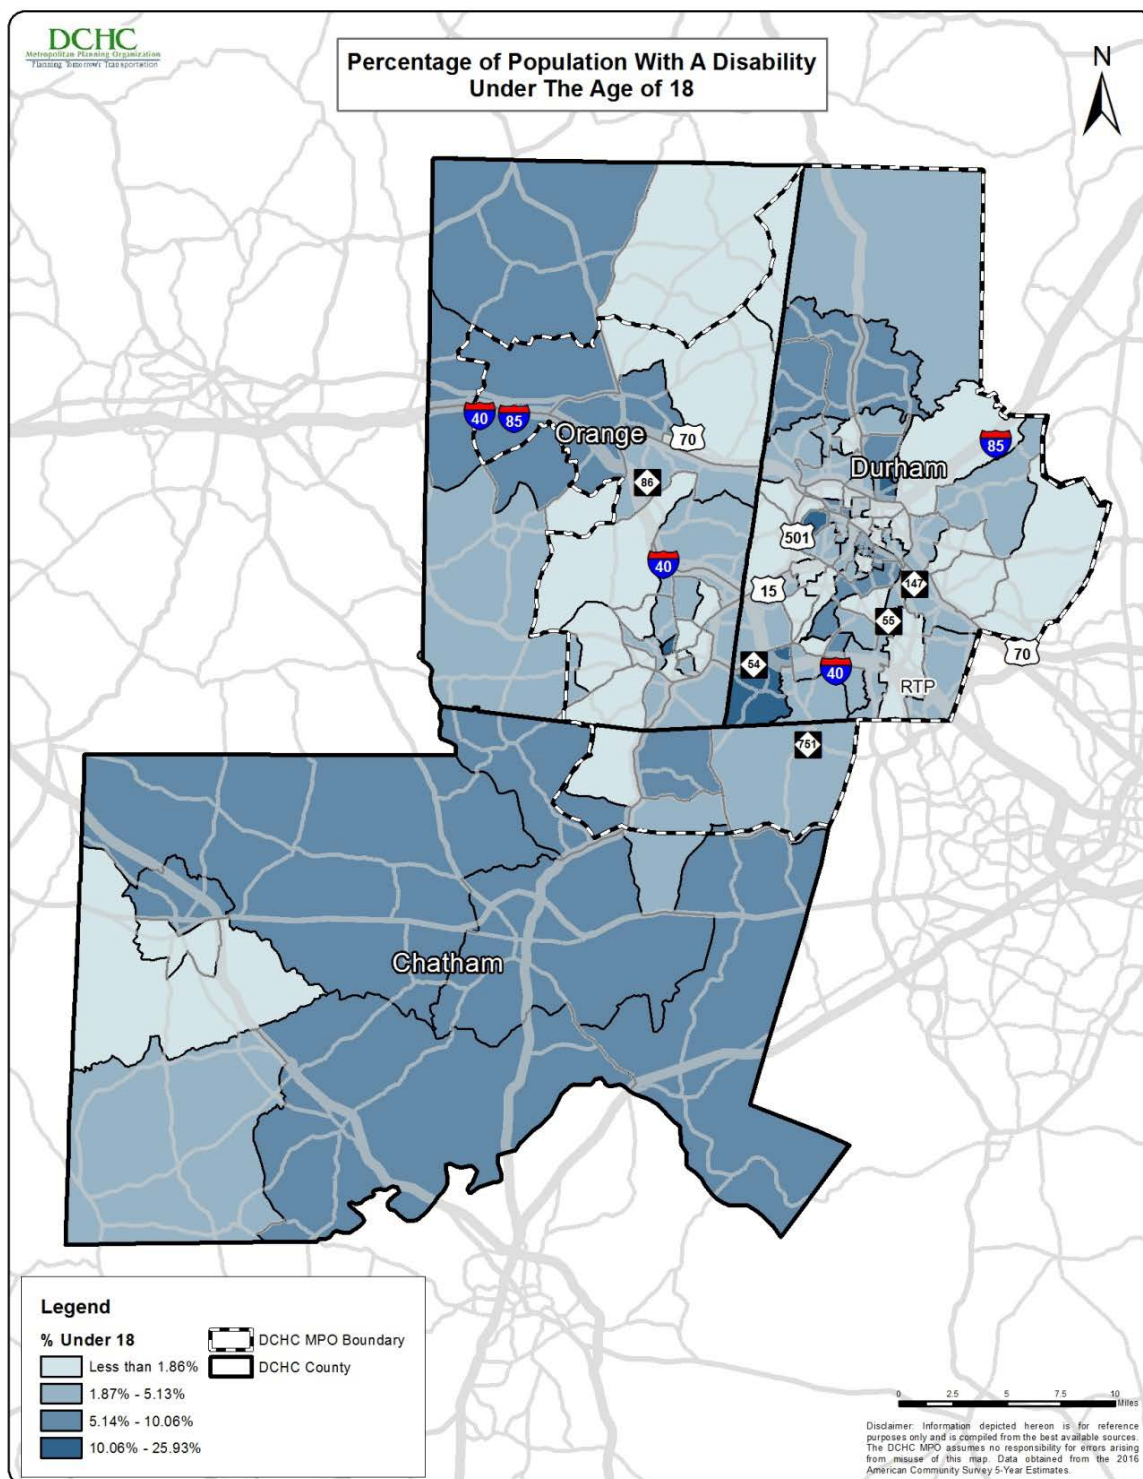 DCHC
Metropolitan Planning Organization
Planning Tomorrow's Transportation
Percentage of Population With A Disability
Under The Age of 18
N
40
85
Orange
70
86
Durham
85
501
40
15
147
55
54
40
70
RTP
751
Chatham
Legend
% Under 18
Less than 1.86%
1.87% - 5.13%
5.14% - 10.06%
10.06% - 25.93%
DCHC MPO Boundary
DCHC County
0 2.5 5 7.5 10
Miles
Disclaimer: Information depicted hereon is for reference
purposes only and is compiled from the best available sources.
The DCHC MPO assumes no responsibility for errors arising
from misuse of this map. Data obtained from the 2016
American Community Survey 5-Year Estimates.